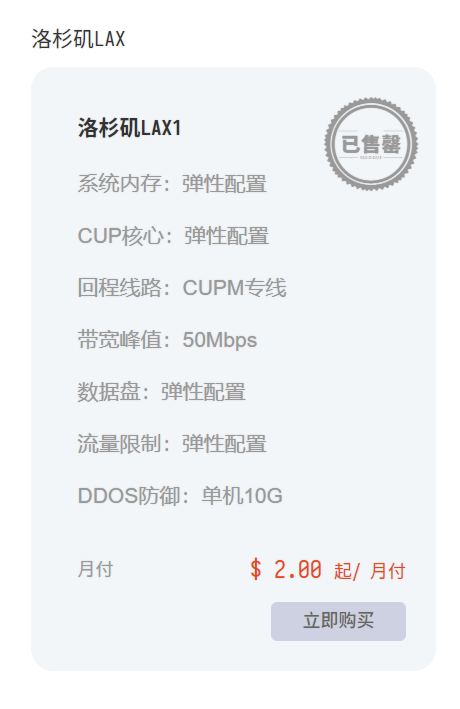 洛杉矶LAX
洛杉矶LAX1
已售罄
系统内存：弹性配置
CUP核心：弹性配置
回程线路：CUPM专线
带宽峰值：50Mbps
数据盘：弹性配置
流量限制：弹性配置
DDOS防御：单机10G
月付
$ 2.00 起/ 月付
立即购买